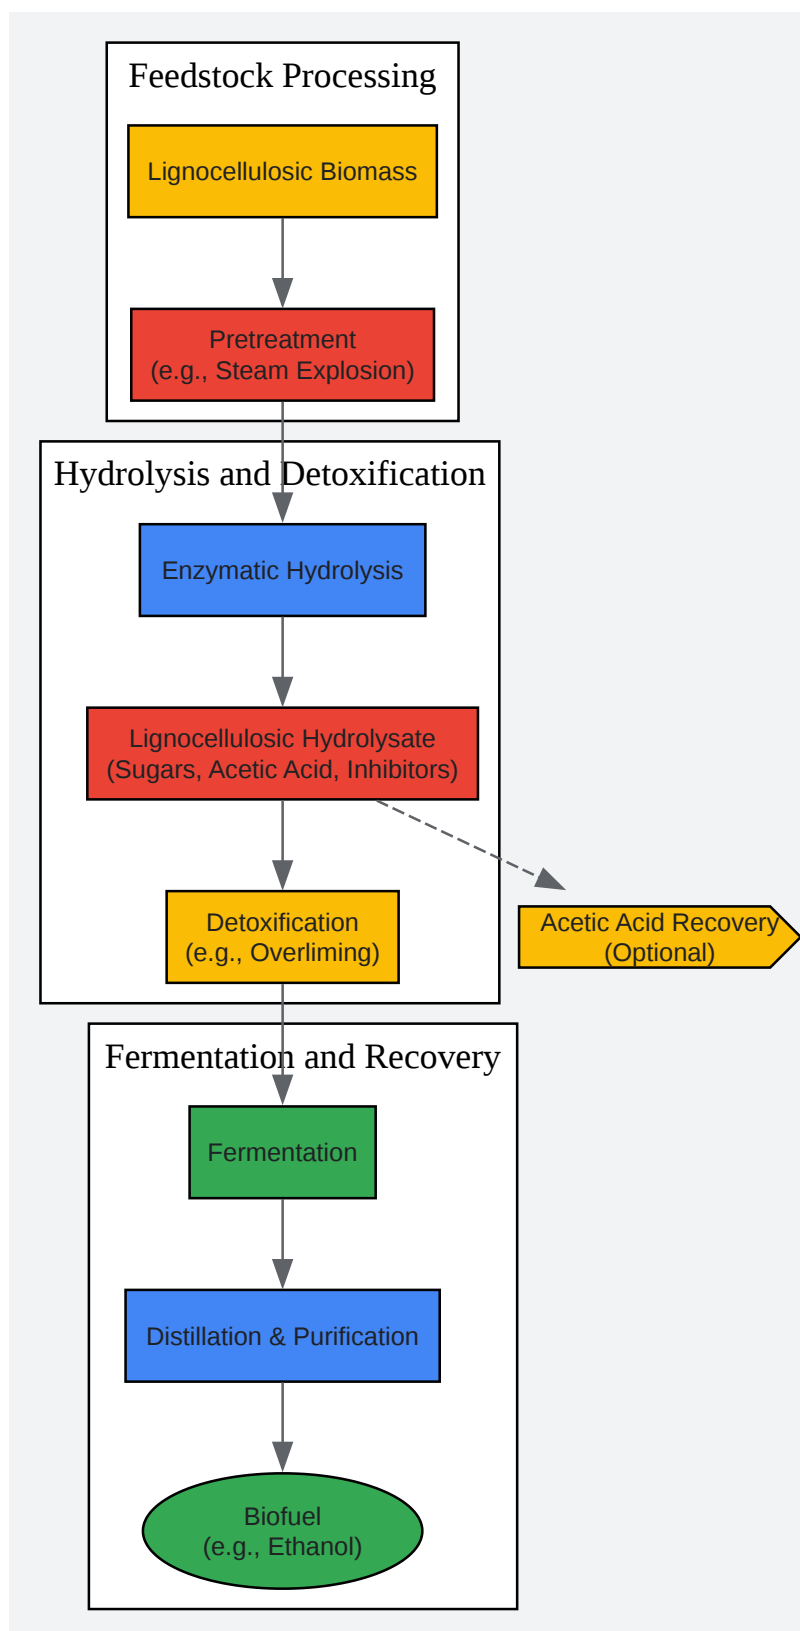 Feedstock Processing
Lignocellulosic Biomass
Pretreatment
(e.g., Steam Explosion)
Hydrolysis and Detoxification
Enzymatic Hydrolysis
Lignocellulosic Hydrolysate
(Sugars, Acetic Acid, Inhibitors)
Detoxification
(e.g., Overliming)
Acetic Acid Recovery
(Optional)
Fermentation and Recovery
Fermentation
Distillation & Purification
Biofuel
(e.g., Ethanol)